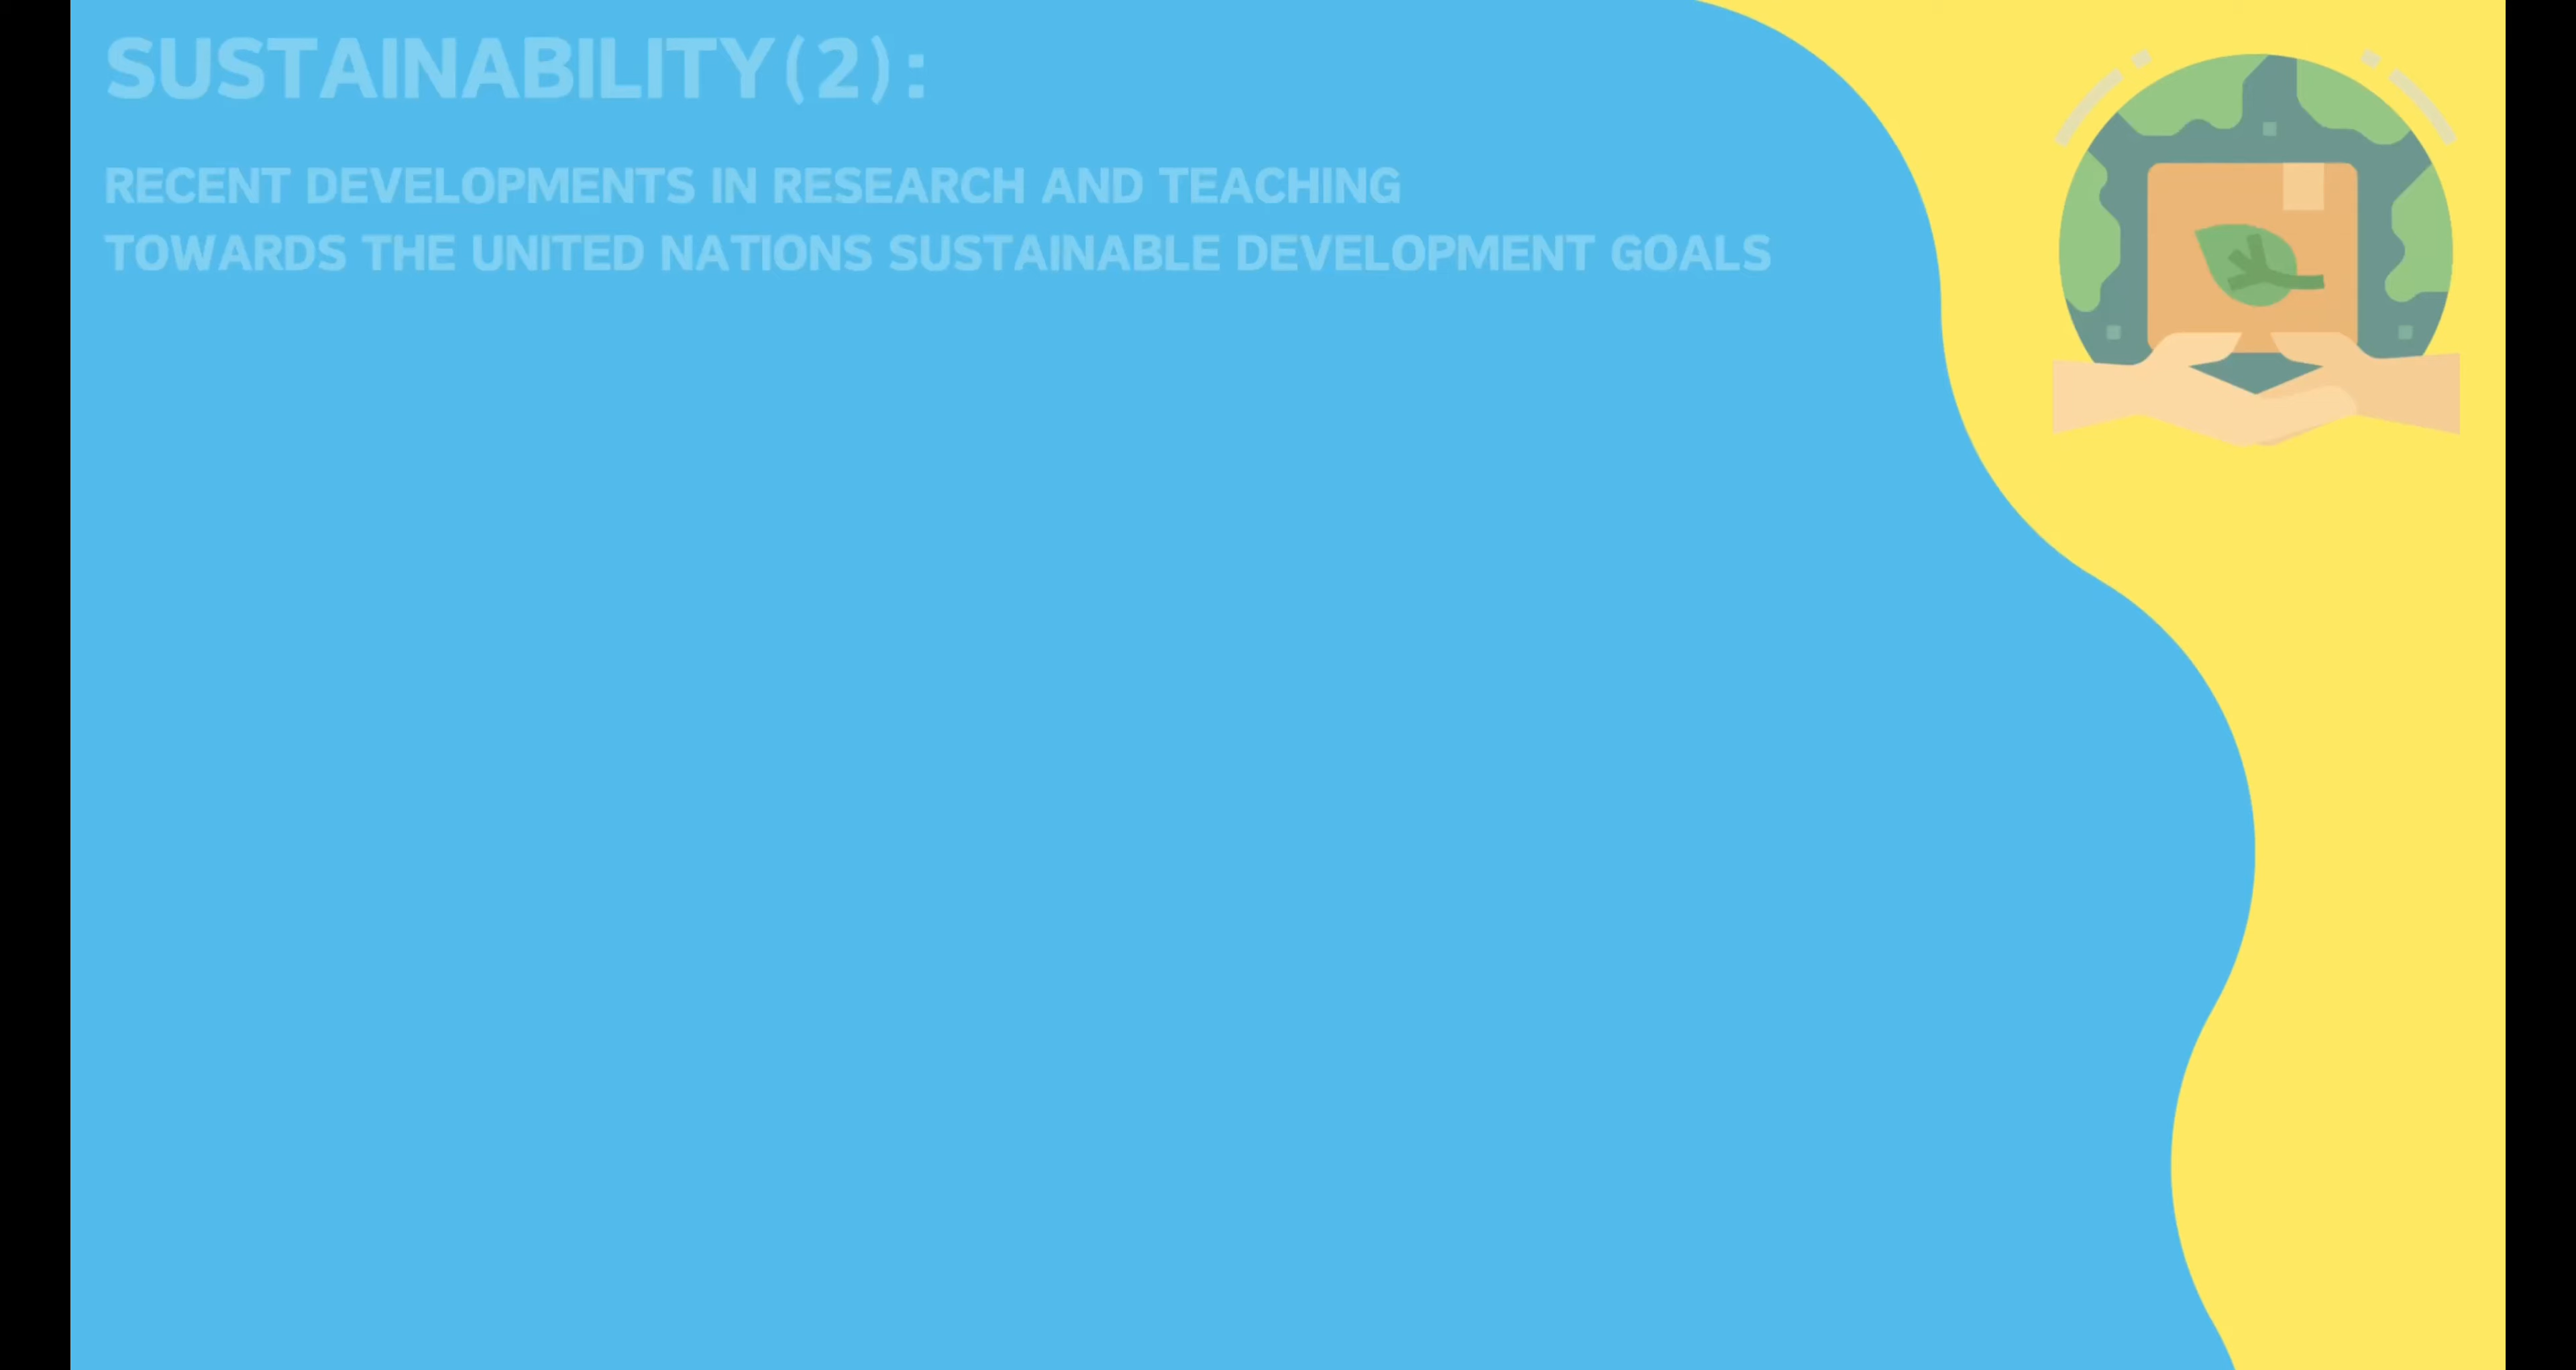 SUSTAINABILITY(2):
RECENT DEVELOPMENTS IN RESEARCH AND TEACHING
TOWARDS THE UNITED NATIONS SUSTAINABLE DEVELOPMENT GOALS